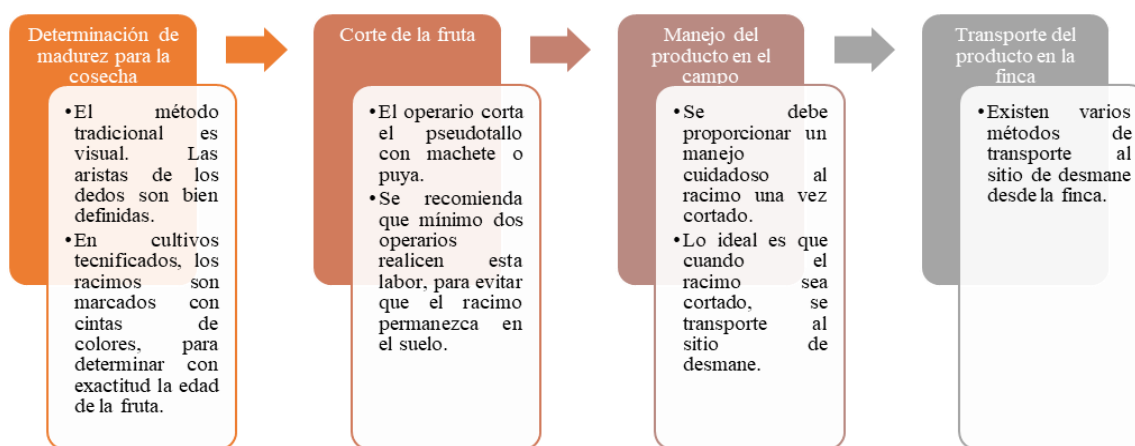 Determinación de
madurez para la
cosecha
•El método
tradicional es
visual. Las
aristas de los
dedos son bien
definidas.
•En cultivos
tecnificados, los
racimos son
marcados con
cintas de
colores, para
determinar con
exactitud la edad
de la fruta.
Corte de la fruta
•El operario corta
el pseudotallo
con machete o
puya.
•Se recomienda
que mínimo dos
operarios
realicen esta
labor, para evitar
que el racimo
permanezca en
el suelo.
Manejo del
producto en el
campo
•Se debe
proporcionar un
manejo
cuidadoso al
racimo una vez
cortado.
•Lo ideal es que
cuando el
racimo sea
cortado, se
transporte al
sitio de
desmane.
Transporte del
producto en la
finca
•Existen varios
métodos de
transporte al
sitio de desmane
desde la finca.